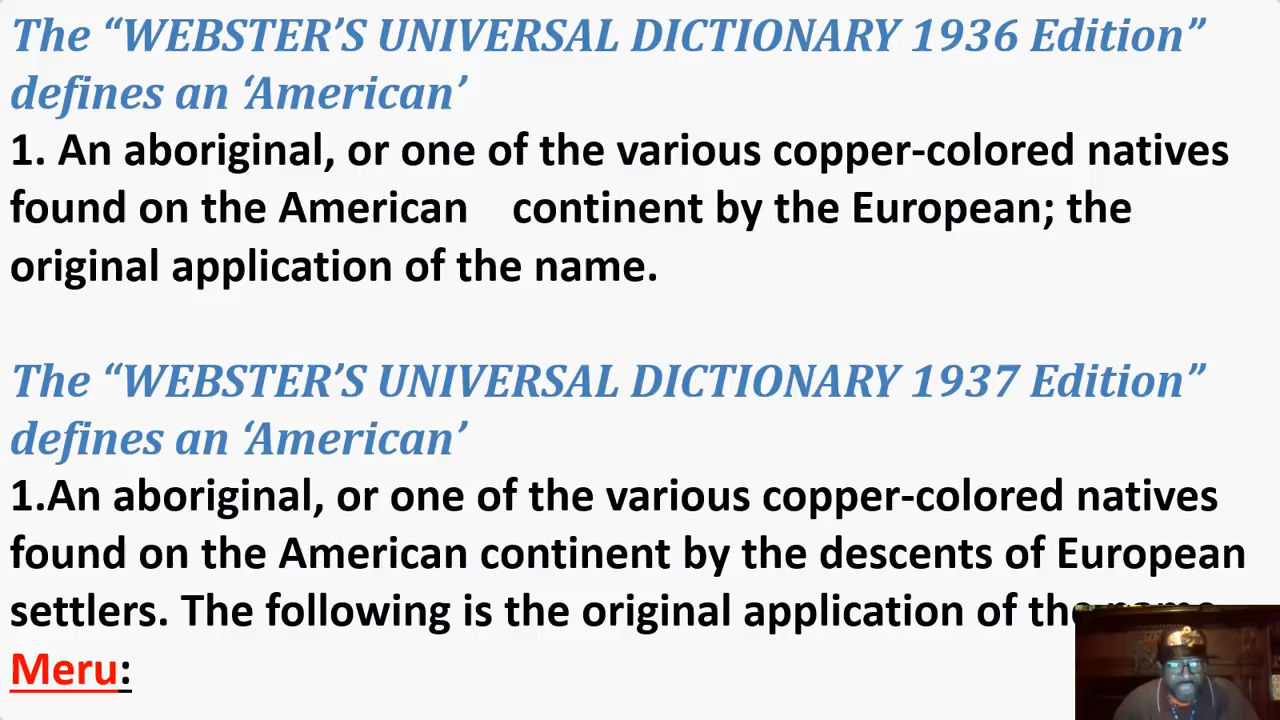 The “WEBSTER’S UNIVERSAL DICTIONARY 1936 Edition”
defines an ‘American’
1. An aboriginal, or one of the various copper-colored natives
found on the American continent by the European; the
original application of the name.
The “WEBSTER’S UNIVERSAL DICTIONARY 1937 Edition”
defines an ‘American’
1.An aboriginal, or one of the various copper-colored natives
found on the American continent by the descents of European
settlers. The following is the original application of the
Meru: